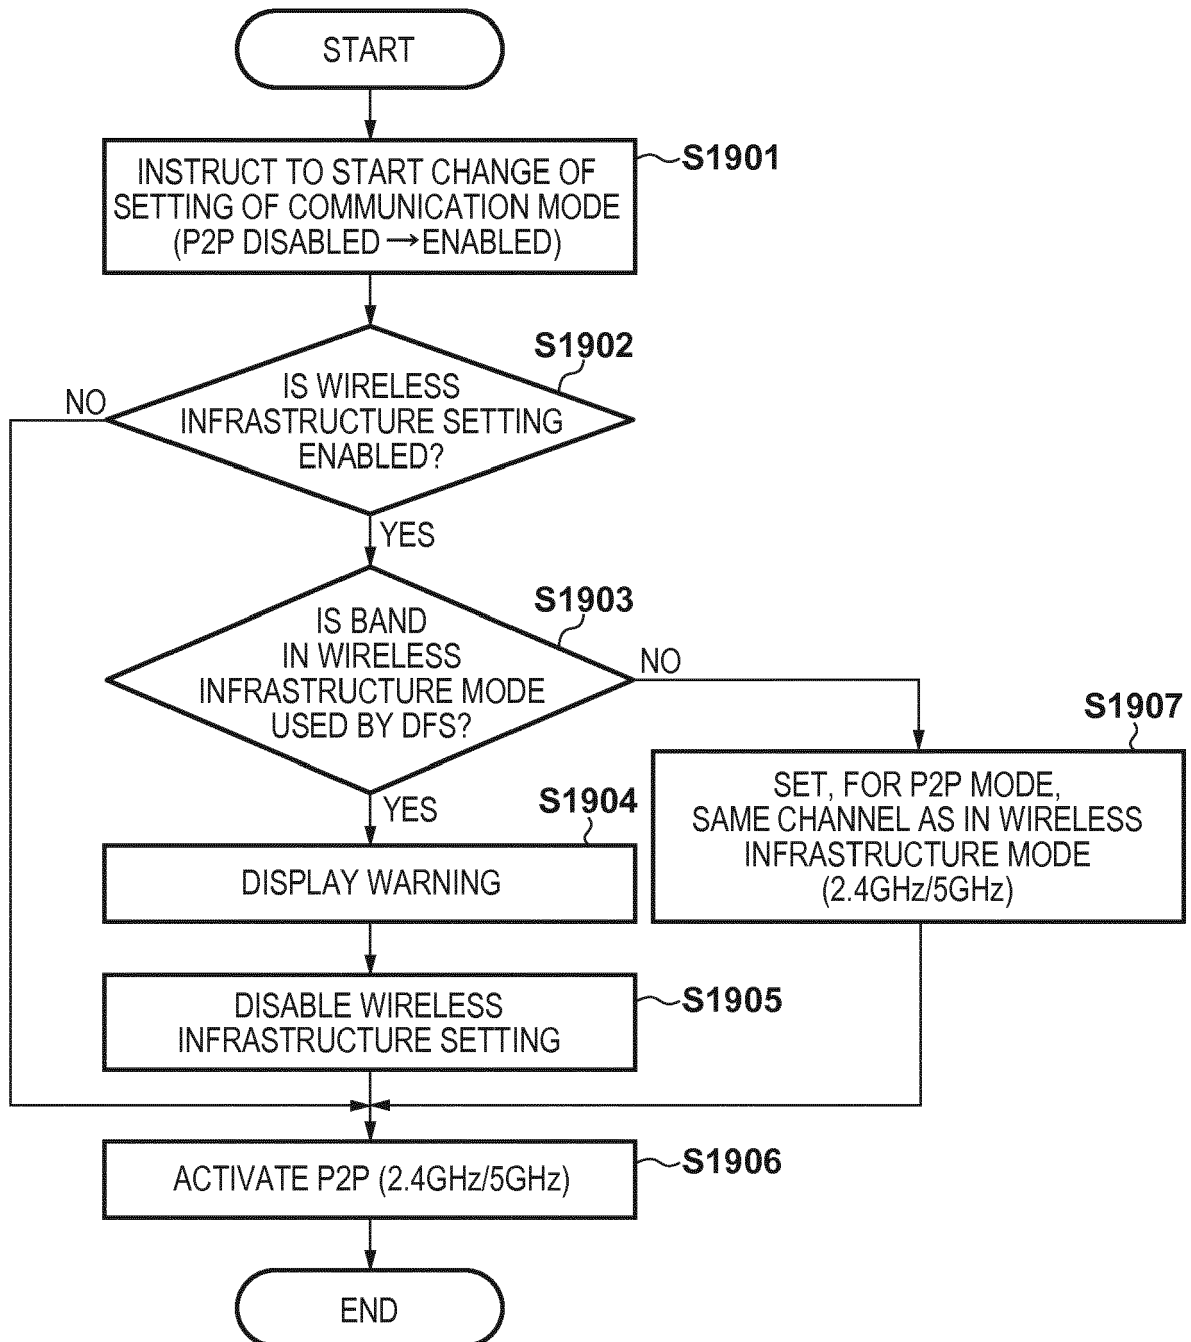 START
S1901
INSTRUCT TO START CHANGE OF
SETTING OF COMMUNICATION MODE
(P2P DISABLED → ENABLED)
S1902
IS WIRELESS
INFRASTRUCTURE SETTING
ENABLED?
NO
YES
S1903
IS BAND
IN WIRELESS
INFRASTRUCTURE MODE
USED BY DFS?
NO
YES
S1904
DISPLAY WARNING
S1907
SET, FOR P2P MODE,
SAME CHANNEL AS IN WIRELESS
INFRASTRUCTURE MODE
(2.4GHz/5GHz)
DISABLE WIRELESS
INFRASTRUCTURE SETTING
S1905
ACTIVATE P2P (2.4GHz/5GHz)
S1906
END